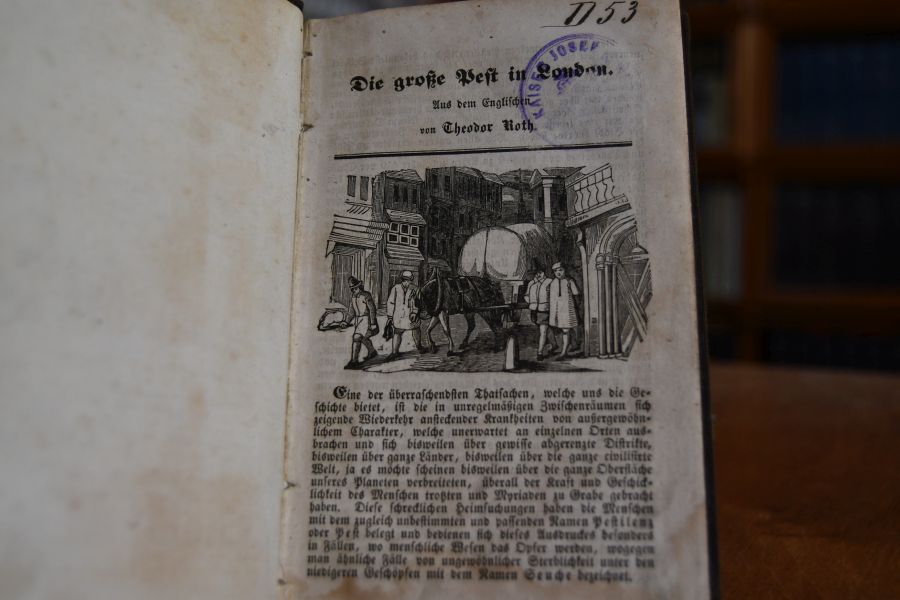 D 53
KAISER JOSEF
Die große Pest in London.
Aus dem Englischen
von Theodor Roth.
Eine der überraschendsten Thatsachen, welche uns die Ge-
schichte bietet, ist die in unregelmäßigen Zwischenräumen sich
zeigende Wiederkehr ansteckender Krankheiten von außergewöhn-
lichem Charakter, welche unerwartet an einzelnen Orten aus-
brachen und sich bisweilen über gewisse abgegrenzte Distrikte,
bisweilen über ganze Länder, bisweilen über die ganze civilisirte
Welt, ja es möchte scheinen bisweilen über die ganze Oberfläche
unseres Planeten verbreiteten, überall der Kraft und Geschick-
lichkeit des Menschen trotzten und Myriaden zu Grabe gebracht
haben. Diese schrecklichen Heimsuchungen haben die Menschen
mit dem zugleich unbestimmten und passenden Namen Pestilenz
oder Pest belegt und bedienen sich dieses Ausdruckes besonders
in Fällen, wo menschliche Wesen das Opfer werden, wogegen
man ähnliche Fälle von ungewöhnlicher Sterblichkeit unter den
niedigeren Geschöpfen mit dem Namen Seuche bezeichnet.